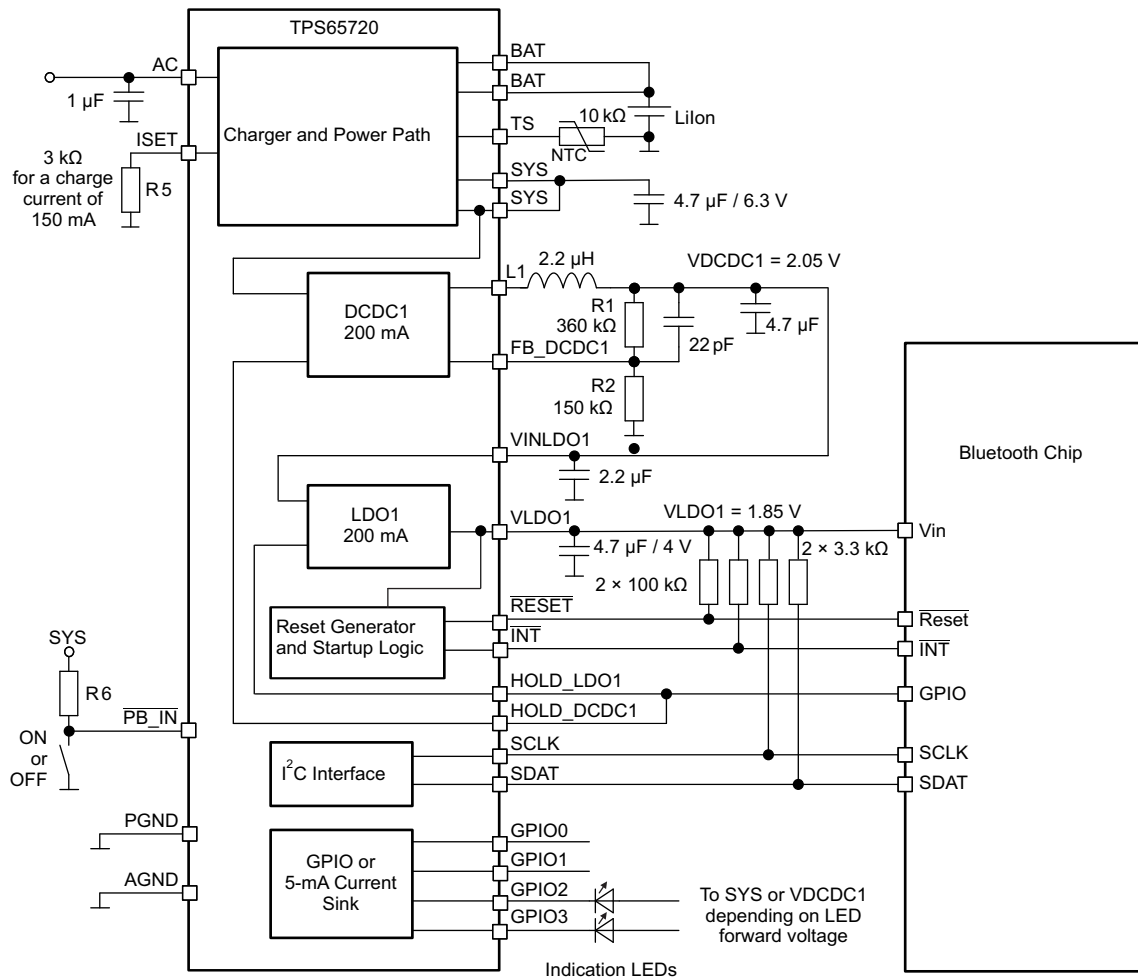 TPS65720
AC
1 µF
ISET
3 kΩ
for a charge
current of
150 mA
R5
Charger and Power Path
BAT
BAT
TS
10 kΩ
NTC
LiIon
SYS
SYS
4.7 µF / 6.3 V
DCDC1
200 mA
L1
2.2 µH
VDCDC1 = 2.05 V
R1
360 kΩ
22 pF
4.7 µF
FB_DCDC1
R2
150 kΩ
VINLDO1
2.2 µF
LDO1
200 mA
VLDO1
VLDO1 = 1.85 V
4.7 µF / 4 V
2 × 100 kΩ
2 × 3.3 kΩ
Bluetooth Chip
Vin
Reset Generator
and Startup Logic
RESET
INT
Reset
INT
HOLD_LDO1
HOLD_DCDC1
GPIO
SYS
R6
PB_IN
ON
or
OFF
I²C Interface
SCLK
SDAT
SCLK
SDAT
PGND
AGND
GPIO or
5-mA Current
Sink
GPIO0
GPIO1
GPIO2
GPIO3
To SYS or VDCDC1
depending on LED
forward voltage
Indication LEDs